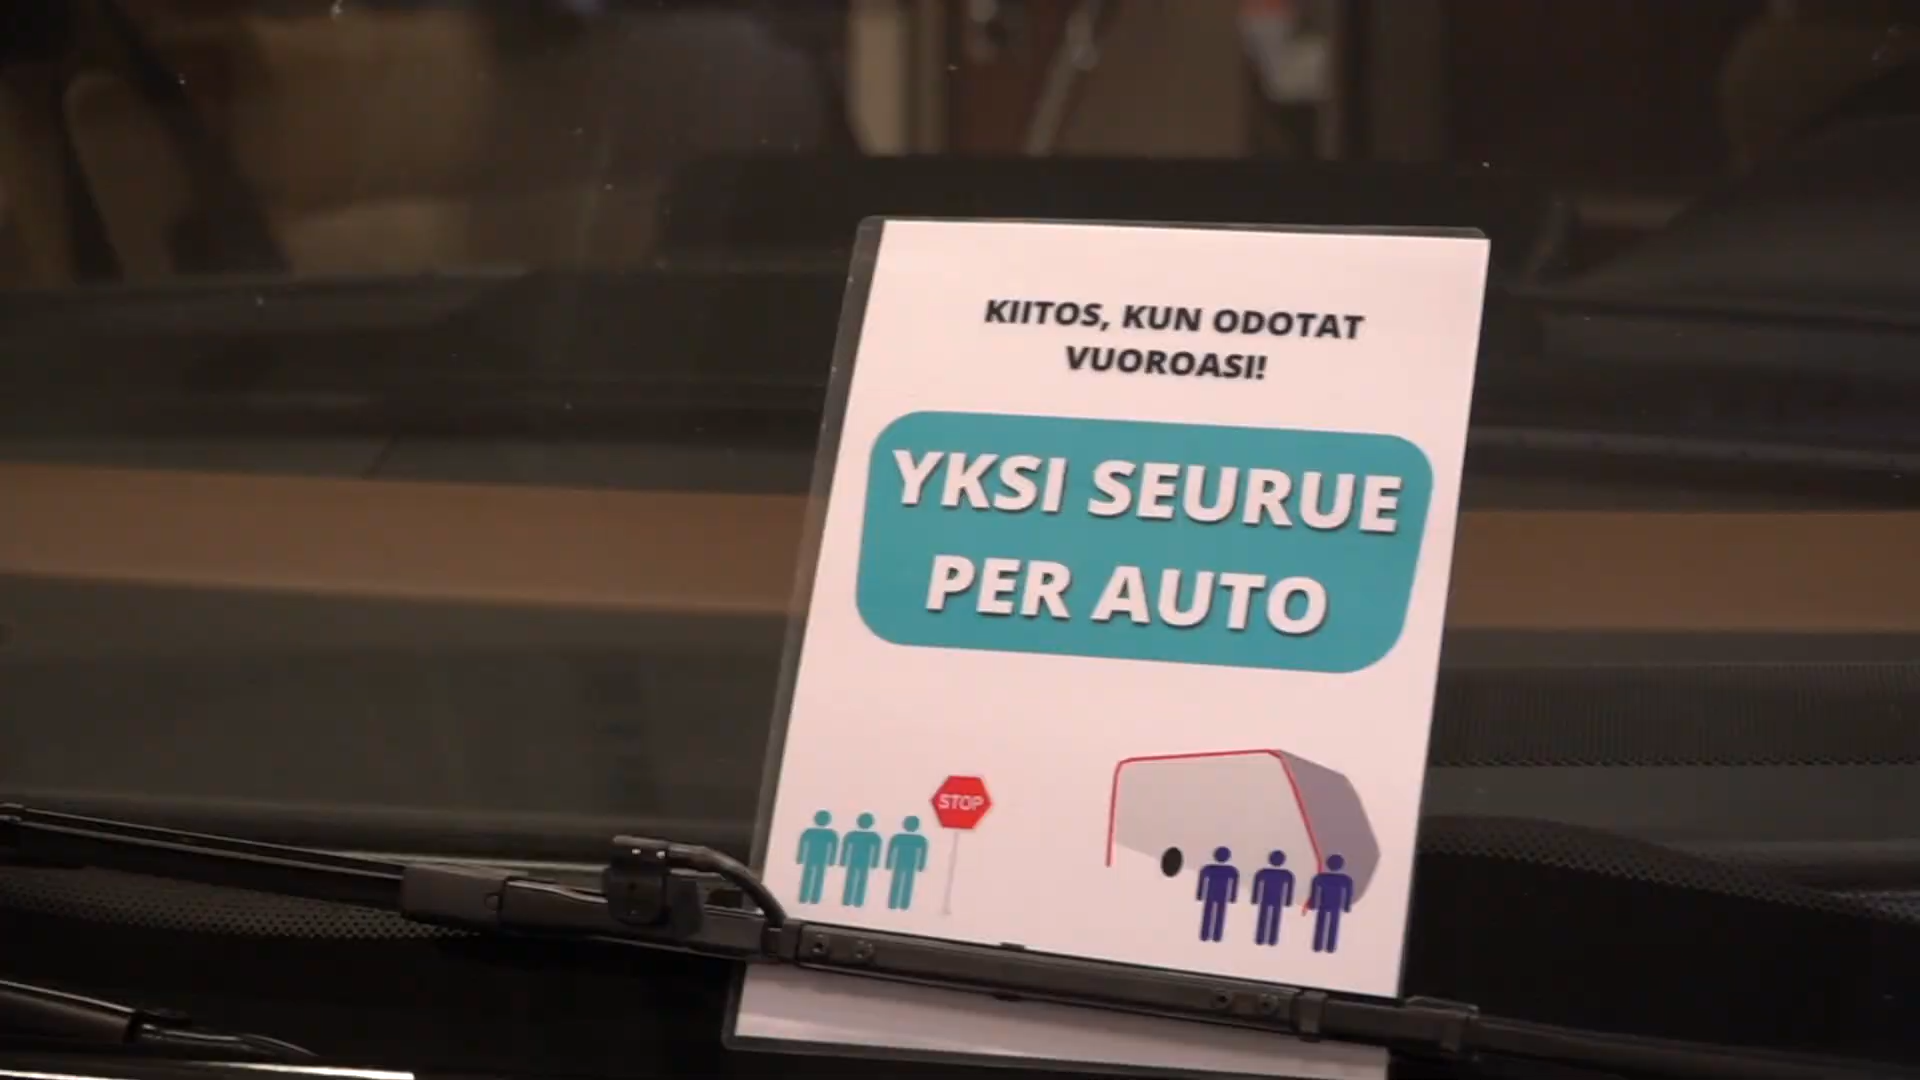 KIITOS, KUN ODOTAT
VUOROASI!
YKSI SEURUE
PER AUTO
STOP